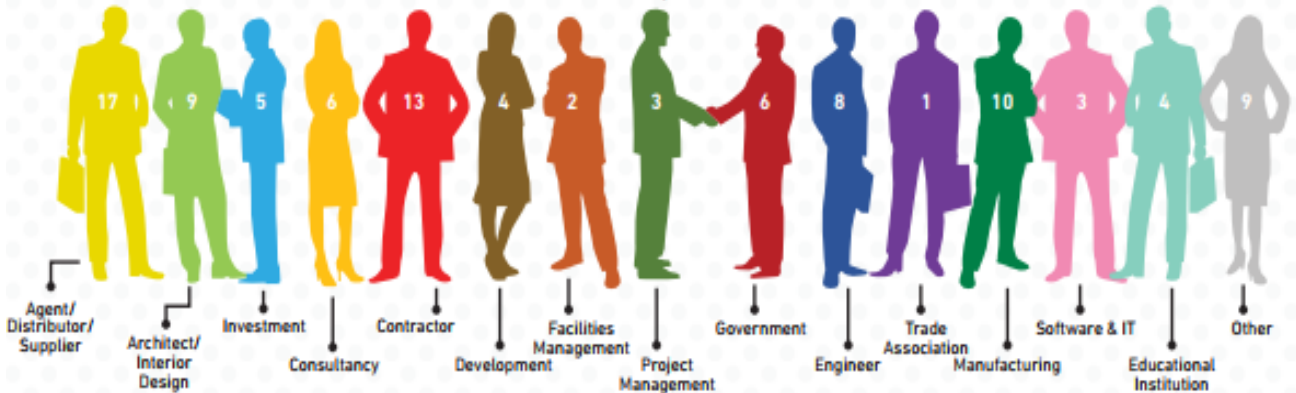 17
9
5
6
13
4
2
3
6
8
1
10
3
4
9
Agent/
Distributor/
Supplier
Architect/
Interior
Design
Investment
Consultancy
Contractor
Development
Facilities
Management
Project
Management
Government
Engineer
Trade
Association
Manufacturing
Software & IT
Educational
Institution
Other